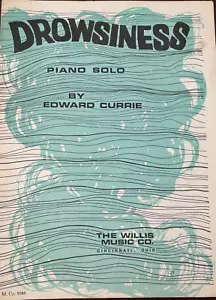 DROWSINESS
PIANO SOLO
BY
EDWARD CURRIE
THE WILLIS
MUSIC CO.
CINCINNATI, OHIO